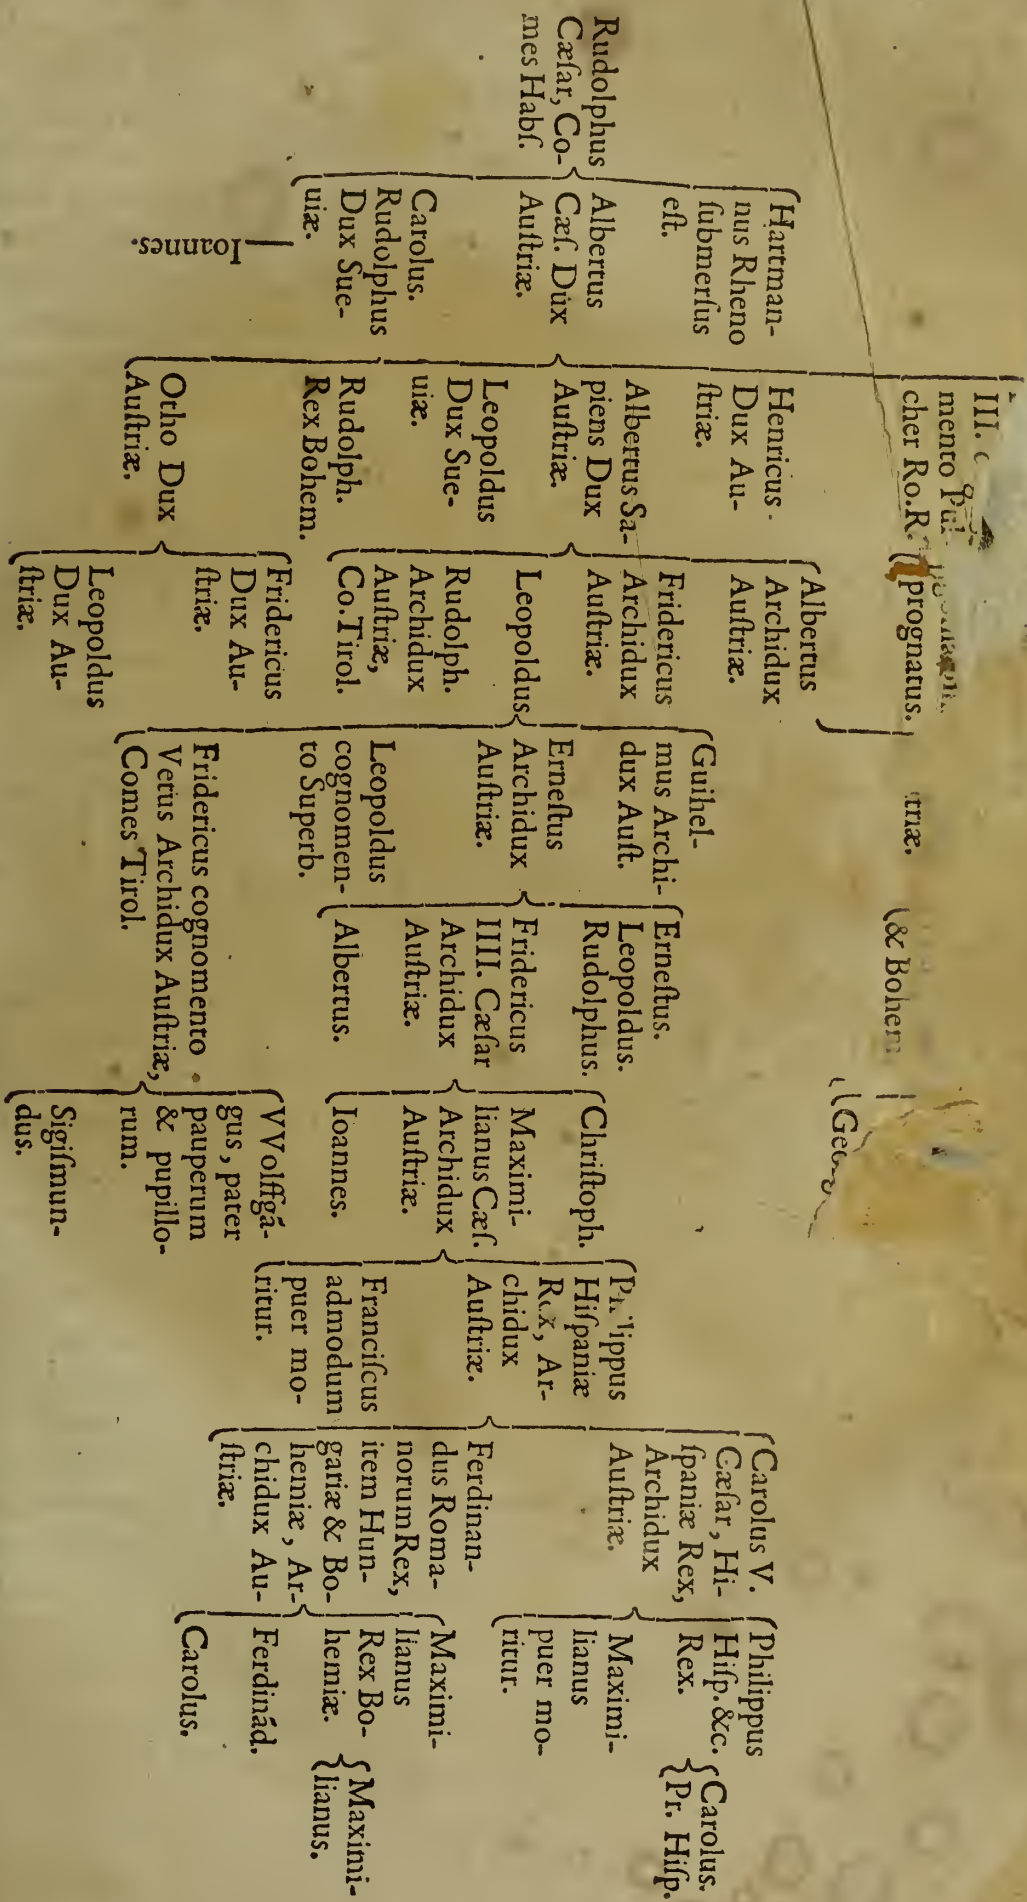 Rudolphus
Cæſar, Co-
mes Habſ.
Hartman-
nus Rheno
ſubmerſus
eſt.
Albertus
Cæſ. Dux
Auſtriæ.
Carolus.
Rudolphus
Dux Sue-
uiæ.
Ioannes.
III.
mento Pul-
cher Ro.R.
Henricus
Dux Au-
ſtriæ.
Albertus Sa-
piens Dux
Auſtriæ.
Leopoldus
Dux Sue-
uiæ.
Rudolph.
Rex Bohem.
Otho Dux
Auſtriæ.
prognatus.
Albertus
Archidux
Auſtriæ.
Fridericus
Archidux
Auſtriæ.
Leopoldus
Rudolph.
Archidux
Auſtriæ,
Co. Tirol.
Fridericus
Dux Au-
ſtriæ.
Leopoldus
Dux Au-
ſtriæ.
Guihel-
mus Archi-
dux Auſt.
Erneſtus
Archidux
Auſtriæ.
Leopoldus
cognomen-
to Superb.
Fridericus cognomento
Vetus Archidux Auſtriæ,
Comes Tirol.
& Bohem
Erneſtus.
Leopoldus.
Rudolphus.
Fridericus
IIII. Cæſar
Archidux
Auſtriæ.
Albertus.
Geor
Chriſtoph.
Maximi-
lianus Cæſ.
Archidux
Auſtriæ.
Ioannes.
VVolffgā-
gus, pater
pauperum
& pupillo-
rum.
Sigiſmun-
dus.
Philippus
Hiſpaniæ
Rex, Ar-
chidux
Auſtriæ.
Franciſcus
admodum
puer mo-
ritur.
Carolus V.
Cæſar, Hi-
ſpaniæ Rex,
Archidux
Auſtriæ.
Ferdinan-
dus Roma-
norum Rex,
item Hun-
gariæ & Bo-
hemiæ, Ar-
chidux Au-
ſtriæ.
Philippus
Hiſp. &c.
Rex.
Maximi-
lianus
puer mo-
ritur.
Maximi-
lianus
Rex Bo-
hemiæ.
Ferdinād.
Carolus.
Carolus.
Pr. Hiſp.
Maximi-
lianus.